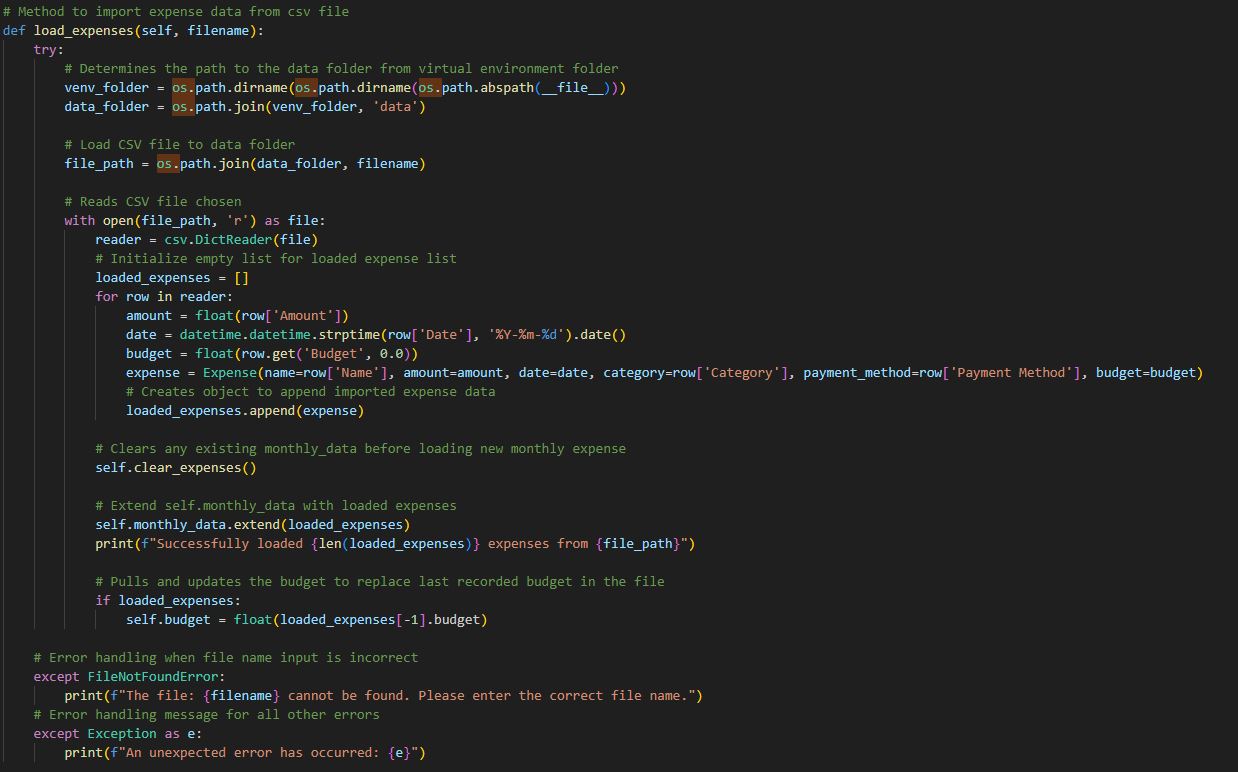 # Method to import expense data from csv file
def load_expenses(self, filename):
    try:
        # Determines the path to the data folder from virtual environment folder
        venv_folder = os.path.dirname(os.path.dirname(os.path.abspath(__file__)))
        data_folder = os.path.join(venv_folder, 'data')

        # Load CSV file to data folder
        file_path = os.path.join(data_folder, filename)

        # Reads CSV file chosen
        with open(file_path, 'r') as file:
            reader = csv.DictReader(file)
            # Initialize empty list for loaded expense list
            loaded_expenses = []
            for row in reader:
                amount = float(row['Amount'])
                date = datetime.datetime.strptime(row['Date'], '%Y-%m-%d').date()
                budget = float(row.get('Budget', 0.0))
                expense = Expense(name=row['Name'], amount=amount, date=date, category=row['Category'], payment_method=row['Payment Method'], budget=budget)
                # Creates object to append imported expense data
                loaded_expenses.append(expense)

            # Clears any existing monthly_data before loading new monthly expense
            self.clear_expenses()

            # Extend self.monthly_data with loaded expenses
            self.monthly_data.extend(loaded_expenses)
            print(f"Successfully loaded {len(loaded_expenses)} expenses from {file_path}")

            # Pulls and updates the budget to replace last recorded budget in the file
            if loaded_expenses:
                self.budget = float(loaded_expenses[-1].budget)

    # Error handling when file name input is incorrect
    except FileNotFoundError:
        print(f"The file: {filename} cannot be found. Please enter the correct file name.")
    # Error handling message for all other errors
    except Exception as e:
        print(f"An unexpected error has occurred: {e}")